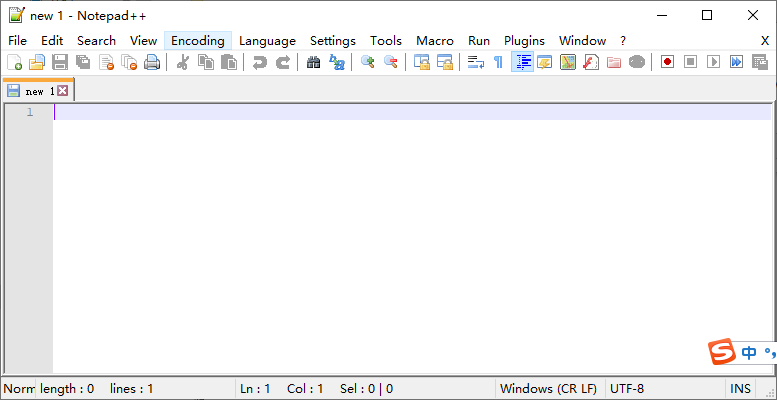 new 1 - Notepad++
File Edit Search View Encoding Language Settings Tools Macro Run Plugins Window ? X
new 1
1
S 中 °,
Norm length : 0 lines : 1 Ln : 1 Col : 1 Sel : 0 | 0 Windows (CR LF) UTF-8 INS